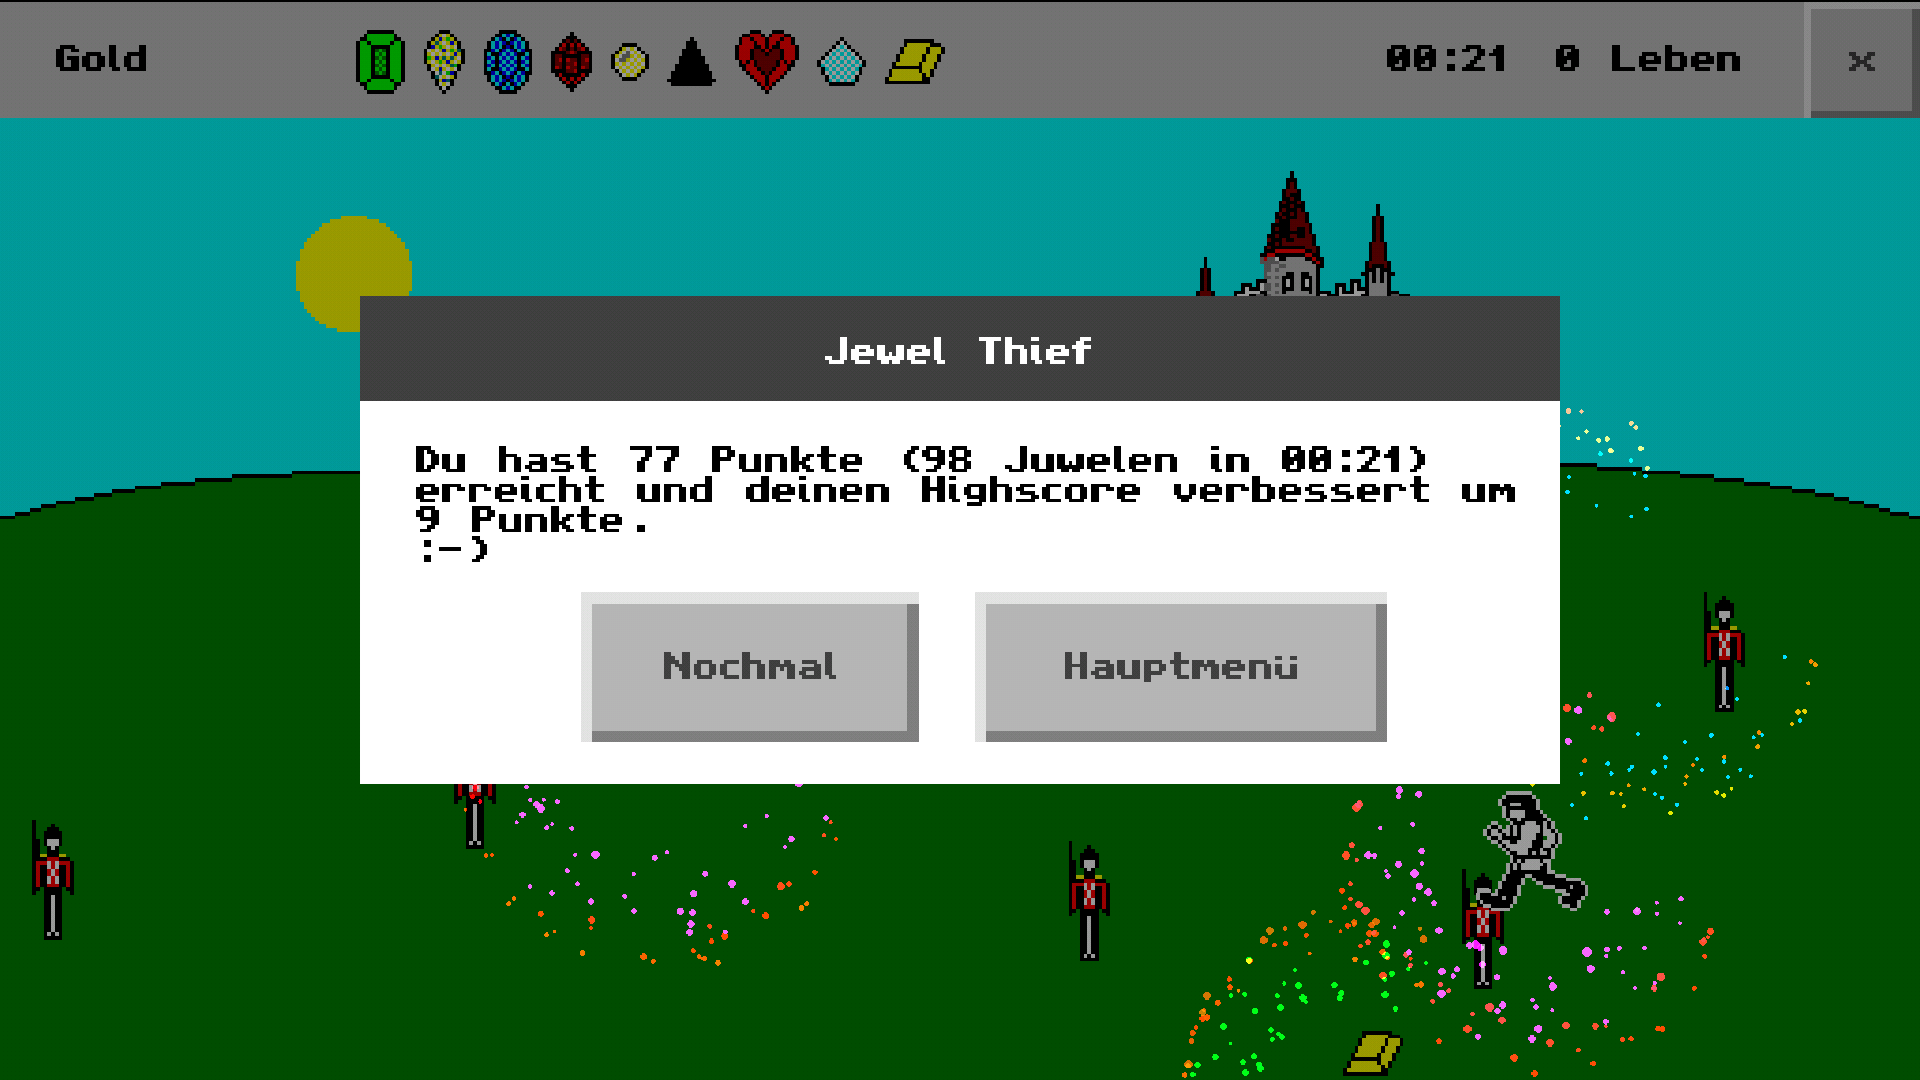 Gold
00:21 0 Leben
×
Jewel Thief
Du hast 77 Punkte (98 Juwelen in 00:21)
erreicht und deinen Highscore verbessert um
9 Punkte.
:-)
Nochmal
Hauptmenü